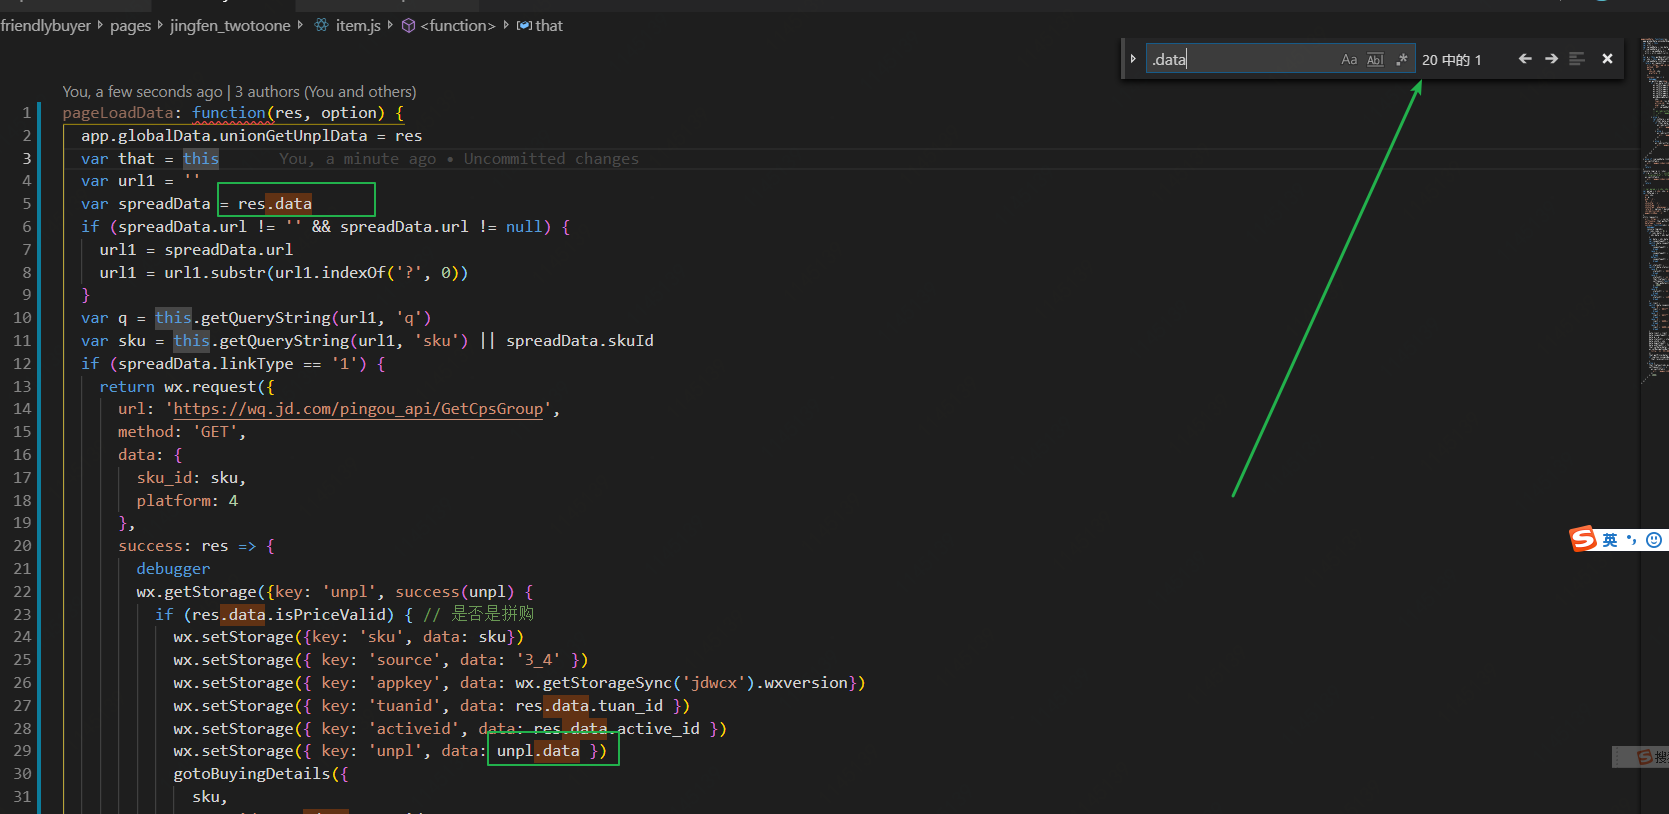 friendlybuyer › pages › jingfen_twotoone › item.js › <function> › that
.data Aa Abl .* 20 中的 1
You, a few seconds ago | 3 authors (You and others)
1 pageLoadData: function(res, option) {
2 app.globalData.unionGetUnplData = res
3 var that = this You, a minute ago • Uncommitted changes
4 var url1 = ''
5 var spreadData = res.data
6 if (spreadData.url != '' && spreadData.url != null) {
7 url1 = spreadData.url
8 url1 = url1.substr(url1.indexOf('?', 0))
9 }
10 var q = this.getQueryString(url1, 'q')
11 var sku = this.getQueryString(url1, 'sku') || spreadData.skuId
12 if (spreadData.linkType == '1') {
13 return wx.request({
14 url: 'https://wq.jd.com/pingou_api/GetCpsGroup',
15 method: 'GET',
16 data: {
17 sku_id: sku,
18 platform: 4
19 },
20 success: res => {
21 debugger
22 wx.getStorage({key: 'unpl', success(unpl) {
23 if (res.data.isPriceValid) { // 是否是拼购
24 wx.setStorage({key: 'sku', data: sku})
25 wx.setStorage({ key: 'source', data: '3_4' })
26 wx.setStorage({ key: 'appkey', data: wx.getStorageSync('jdwcx').wxversion})
27 wx.setStorage({ key: 'tuanid', data: res.data.tuan_id })
28 wx.setStorage({ key: 'activeid', data: res.data.active_id })
29 wx.setStorage({ key: 'unpl', data: unpl.data })
30 gotoBuyingDetails({
31 sku,
S 英